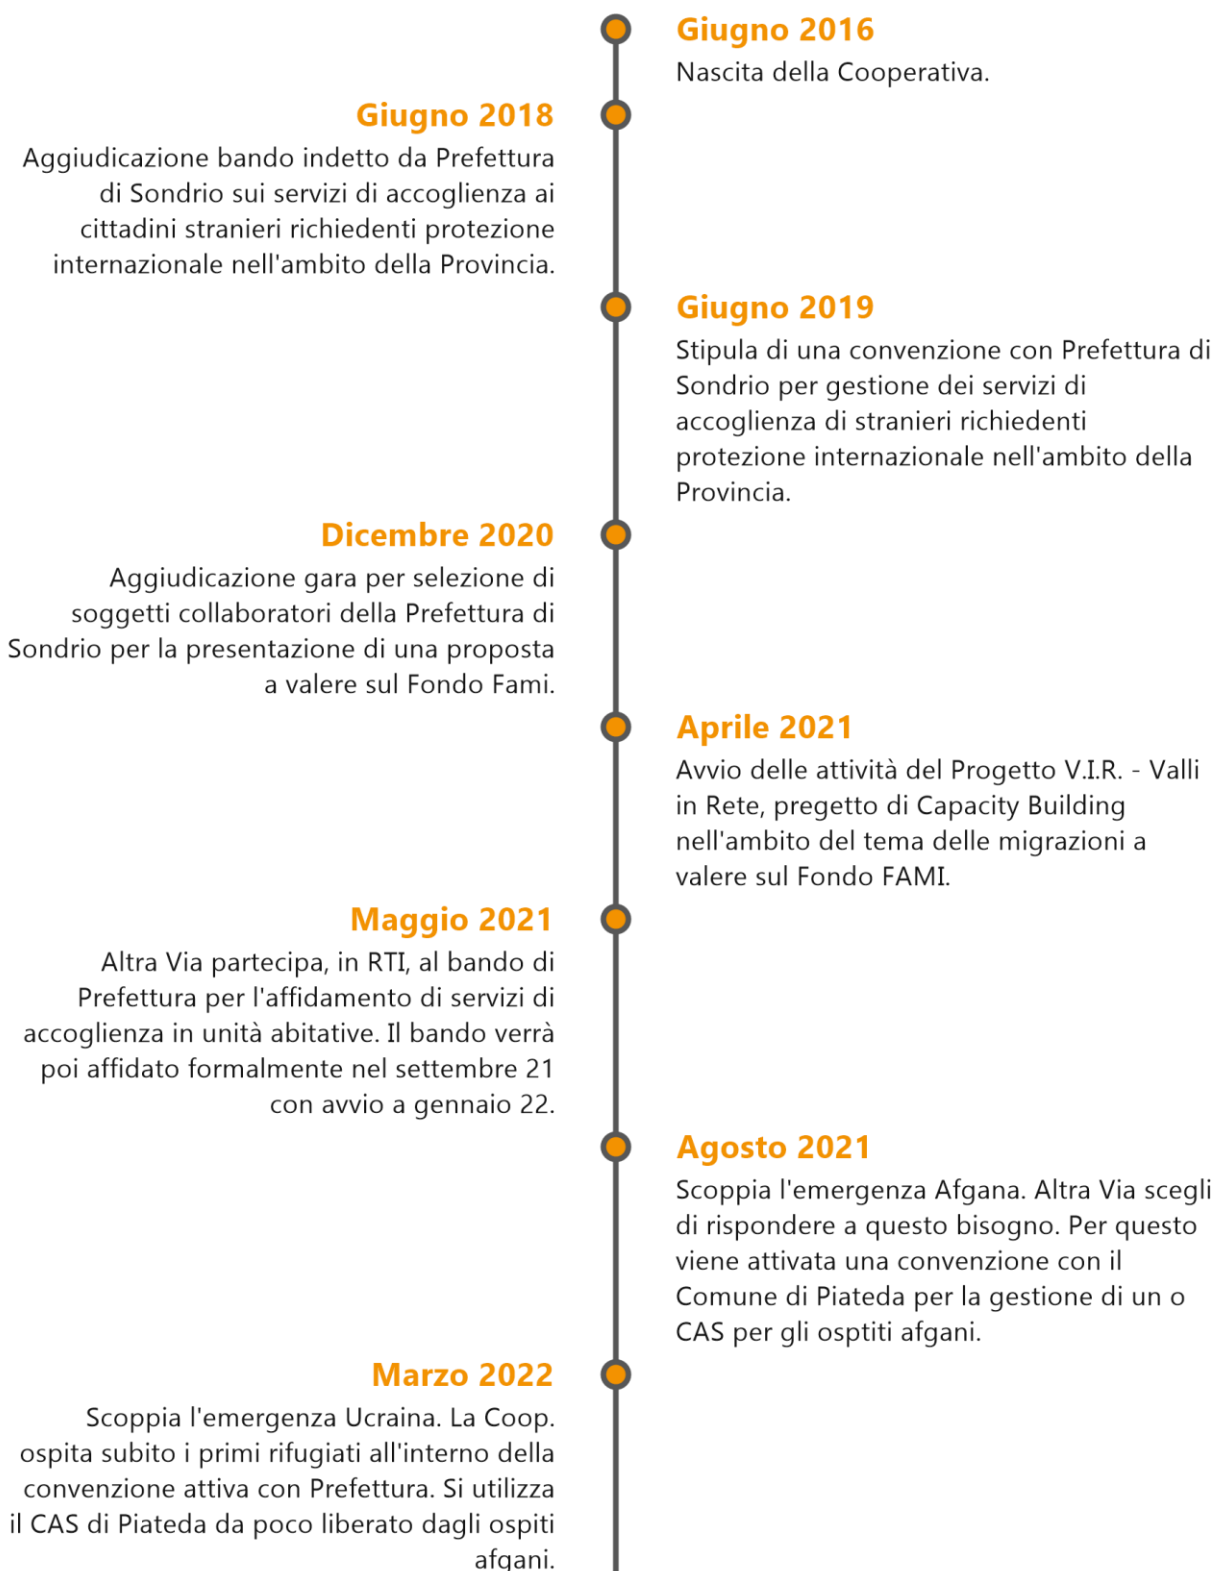 Giugno 2016
Nascita della Cooperativa.
Giugno 2018
Aggiudicazione bando indetto da Prefettura
di Sondrio sui servizi di accoglienza ai
cittadini stranieri richiedenti protezione
internazionale nell'ambito della Provincia.
Giugno 2019
Stipula di una convenzione con Prefettura di
Sondrio per gestione dei servizi di
accoglienza di stranieri richiedenti
protezione internazionale nell'ambito della
Provincia.
Dicembre 2020
Aggiudicazione gara per selezione di
soggetti collaboratori della Prefettura di
Sondrio per la presentazione di una proposta
a valere sul Fondo Fami.
Aprile 2021
Avvio delle attività del Progetto V.I.R. - Valli
in Rete, pregetto di Capacity Building
nell'ambito del tema delle migrazioni a
valere sul Fondo FAMI.
Maggio 2021
Altra Via partecipa, in RTI, al bando di
Prefettura per l'affidamento di servizi di
accoglienza in unità abitative. Il bando verrà
poi affidato formalmente nel settembre 21
con avvio a gennaio 22.
Agosto 2021
Scoppia l'emergenza Afgana. Altra Via scegli
di rispondere a questo bisogno. Per questo
viene attivata una convenzione con il
Comune di Piateda per la gestione di un o
CAS per gli osptiti afgani.
Marzo 2022
Scoppia l'emergenza Ucraina. La Coop.
ospita subito i primi rifugiati all'interno della
convenzione attiva con Prefettura. Si utilizza
il CAS di Piateda da poco liberato dagli ospiti
afgani.